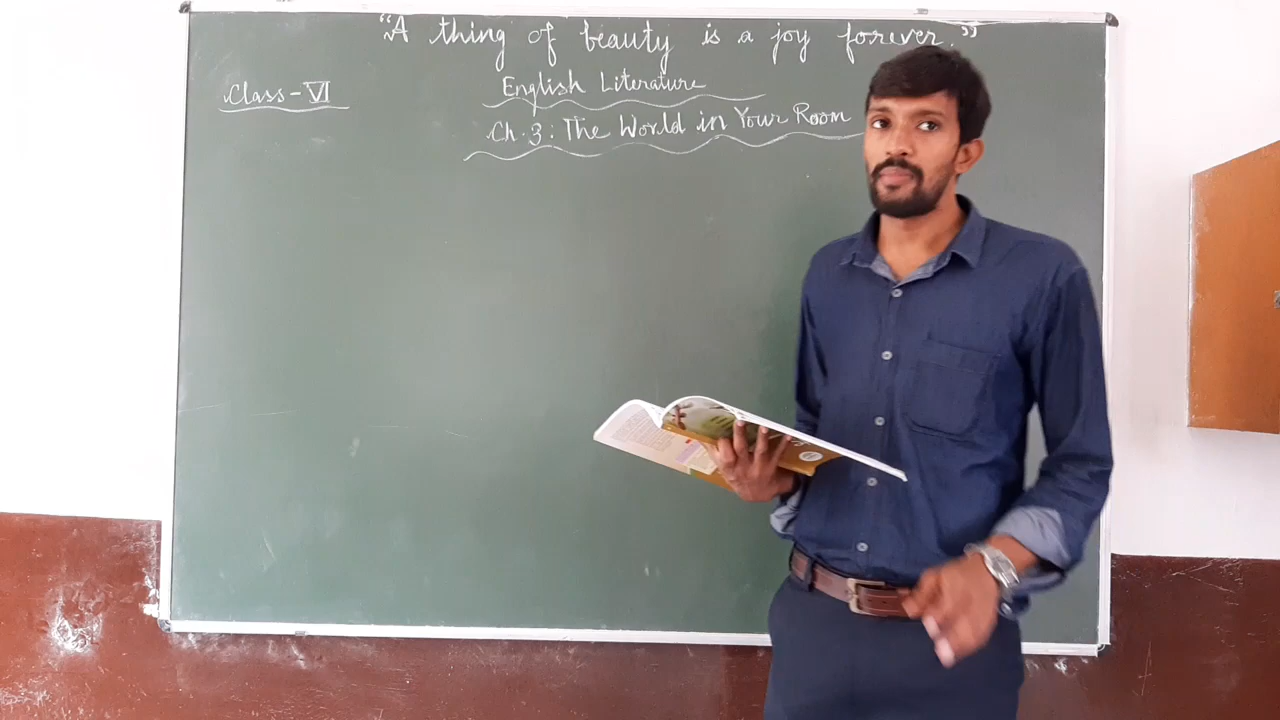 "A thing of beauty is a joy forever."
Class-VI
English Literature
Ch. 3: The World in Your Room